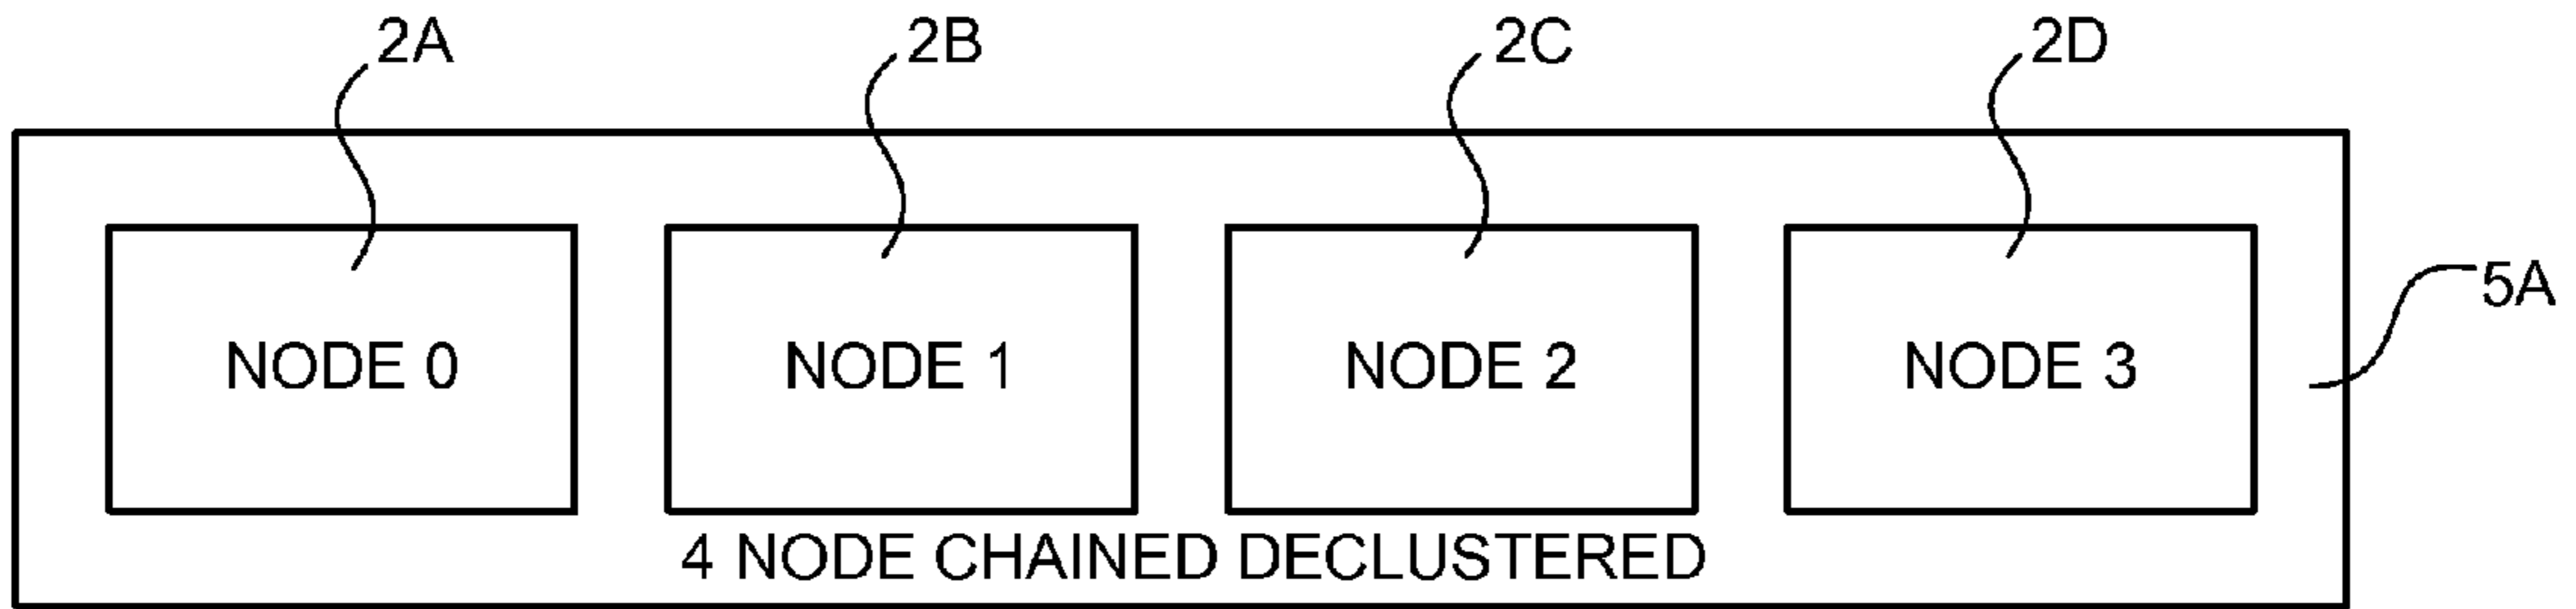 2A 2B 2C 2D
5A
NODE 0 NODE 1 NODE 2 NODE 3
4 NODE CHAINED DECLUSTERED